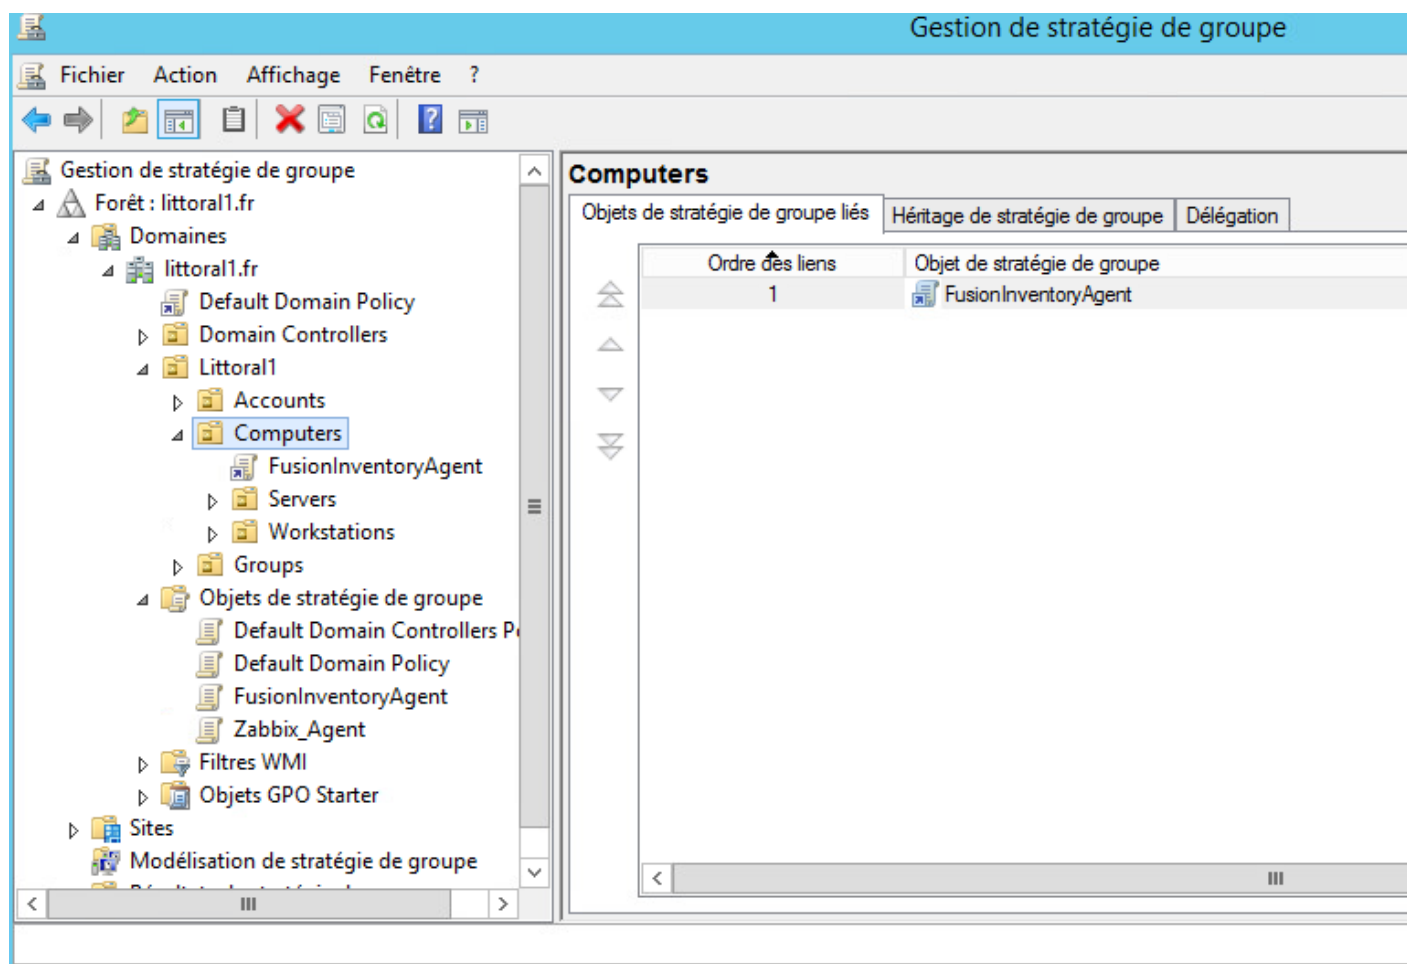 Gestion de stratégie de groupe
Fichier Action Affichage Fenêtre ?
Gestion de stratégie de groupe
Forêt : littoral1.fr
Domaines
littoral1.fr
Default Domain Policy
Domain Controllers
Littoral1
Accounts
Computers
FusionInventoryAgent
Servers
Workstations
Groups
Objets de stratégie de groupe
Default Domain Controllers
Default Domain Policy
FusionInventoryAgent
Zabbix_Agent
Filtres WMI
Objets GPO Starter
Sites
Modélisation de stratégie de groupe
Computers
Objets de stratégie de groupe liés Héritage de stratégie de groupe Délégation
Ordre des liens Objet de stratégie de groupe
1 FusionInventoryAgent